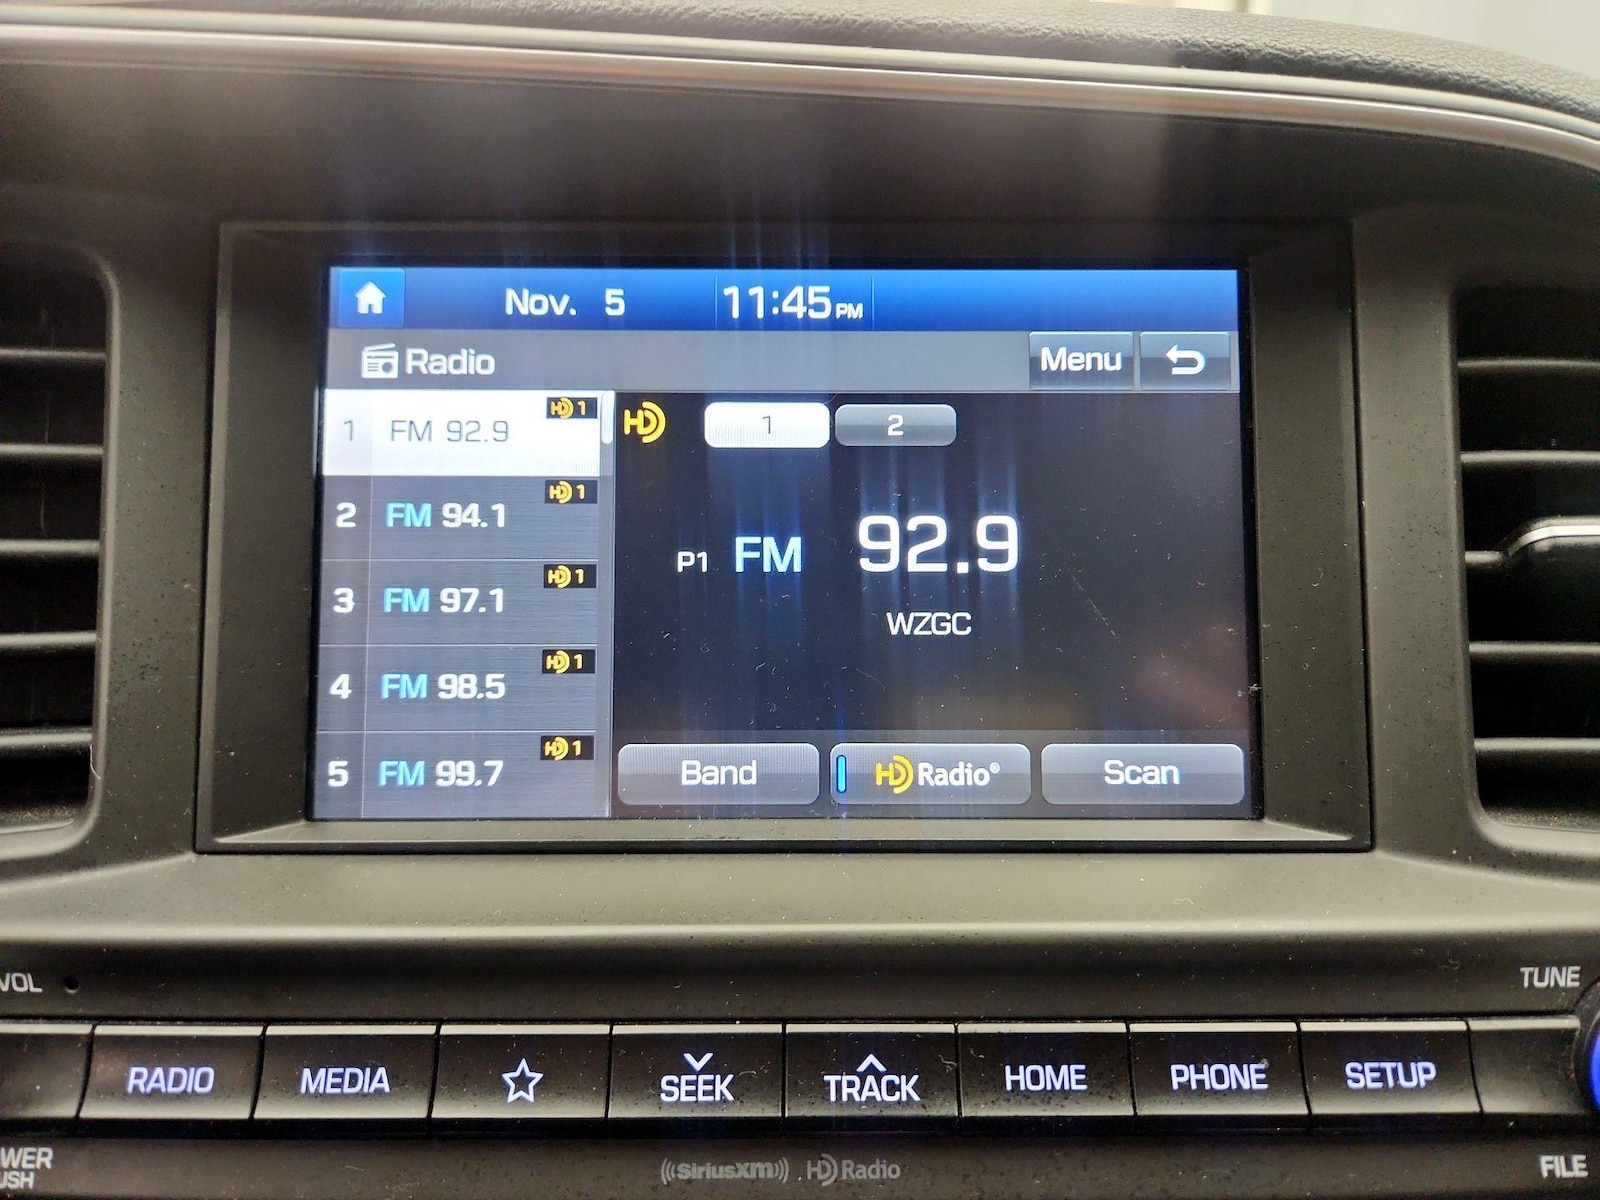 Nov. 5 11:45 PM
Radio Menu
1 FM 92.9 HD 1
2 FM 94.1 HD 1
3 FM 97.1 HD 1
4 FM 98.5 HD 1
5 FM 99.7 HD 1
HD 1 2
P1 FM 92.9
WZGC
Band HD Radio® Scan
VOL TUNE
RADIO MEDIA SEEK TRACK HOME PHONE SETUP
WER
USH
((SiriusXM)) HD Radio
FILE